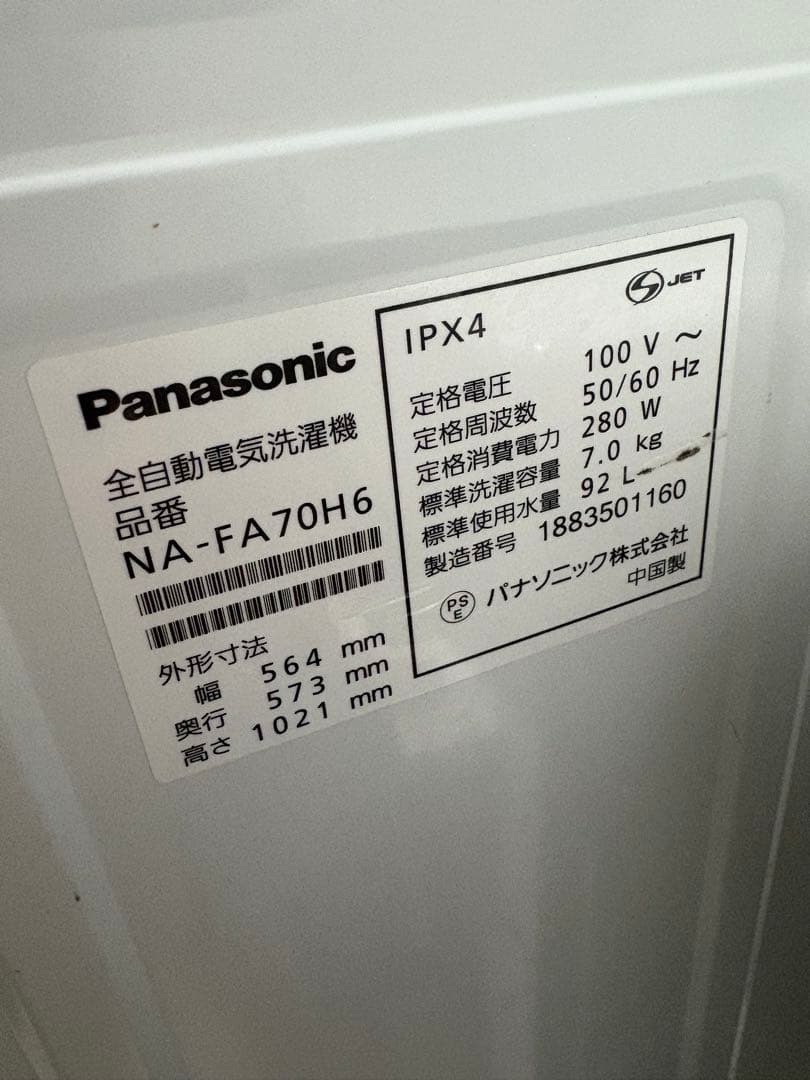 Panasonic
全自動電気洗濯機
品番
NA-FA70H6
外形寸法
幅 564 mm
奥行 573 mm
高さ 1021 mm
JET
IPX4
定格電圧 100 V ～
定格周波数 50/60 Hz
定格消費電力 280 W
標準洗濯容量 7.0 kg
標準使用水量 92 L
製造番号 1883501160
PSE パナソニック株式会社
中国製